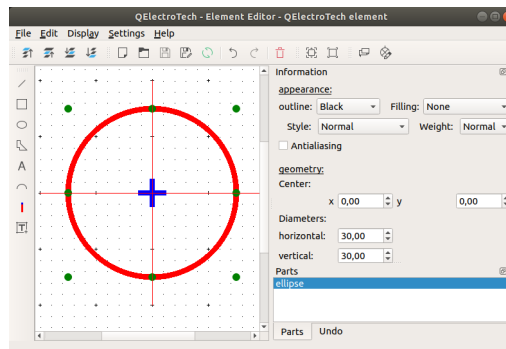 QElectroTech - Element Editor - QElectroTech element
File Edit Display Settings Help
Information
appearance:
outline: Black Filling: None
Style: Normal Weight: Normal
Antialiasing
geometry:
Center:
x 0,00 y 0,00
Diameters:
horizontal: 30,00
vertical: 30,00
Parts
ellipse
Parts Undo
A
T